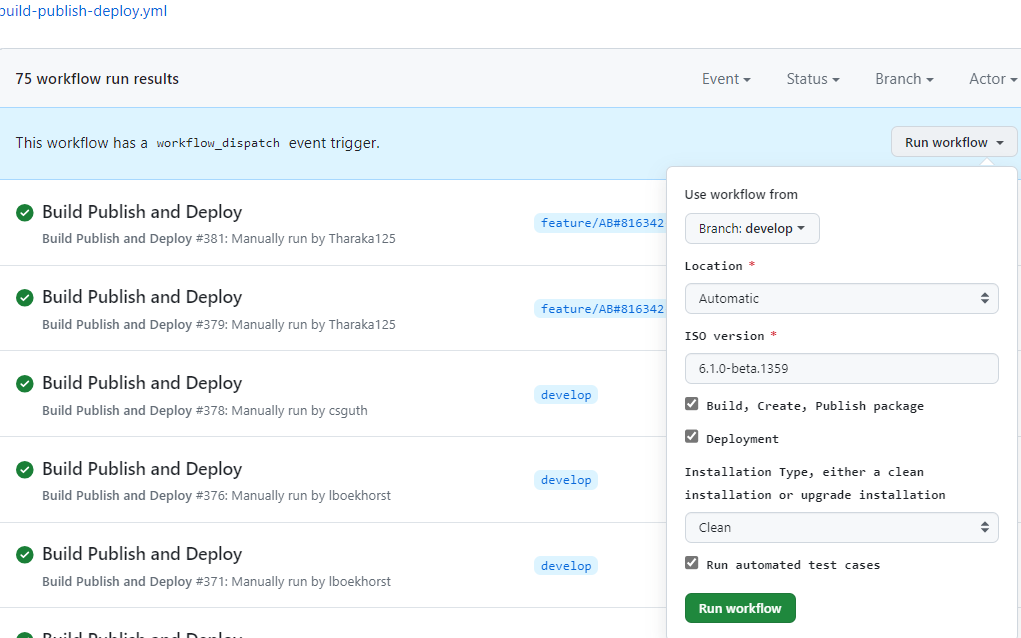 build-publish-deploy.yml
75 workflow run results
Event
Status
Branch
Actor
This workflow has a workflow_dispatch event trigger.
Run workflow
Build Publish and Deploy
Build Publish and Deploy #381: Manually run by Tharaka125
feature/AB#816342
Build Publish and Deploy
Build Publish and Deploy #379: Manually run by Tharaka125
feature/AB#816342
Build Publish and Deploy
Build Publish and Deploy #378: Manually run by csguth
develop
Build Publish and Deploy
Build Publish and Deploy #376: Manually run by lboekhorst
develop
Build Publish and Deploy
Build Publish and Deploy #371: Manually run by lboekhorst
develop
Build Publish and Deploy
Use workflow from
Branch: develop
Location *
Automatic
ISO version *
6.1.0-beta.1359
Build, Create, Publish package
Deployment
Installation Type, either a clean
installation or upgrade installation
Clean
Run automated test cases
Run workflow